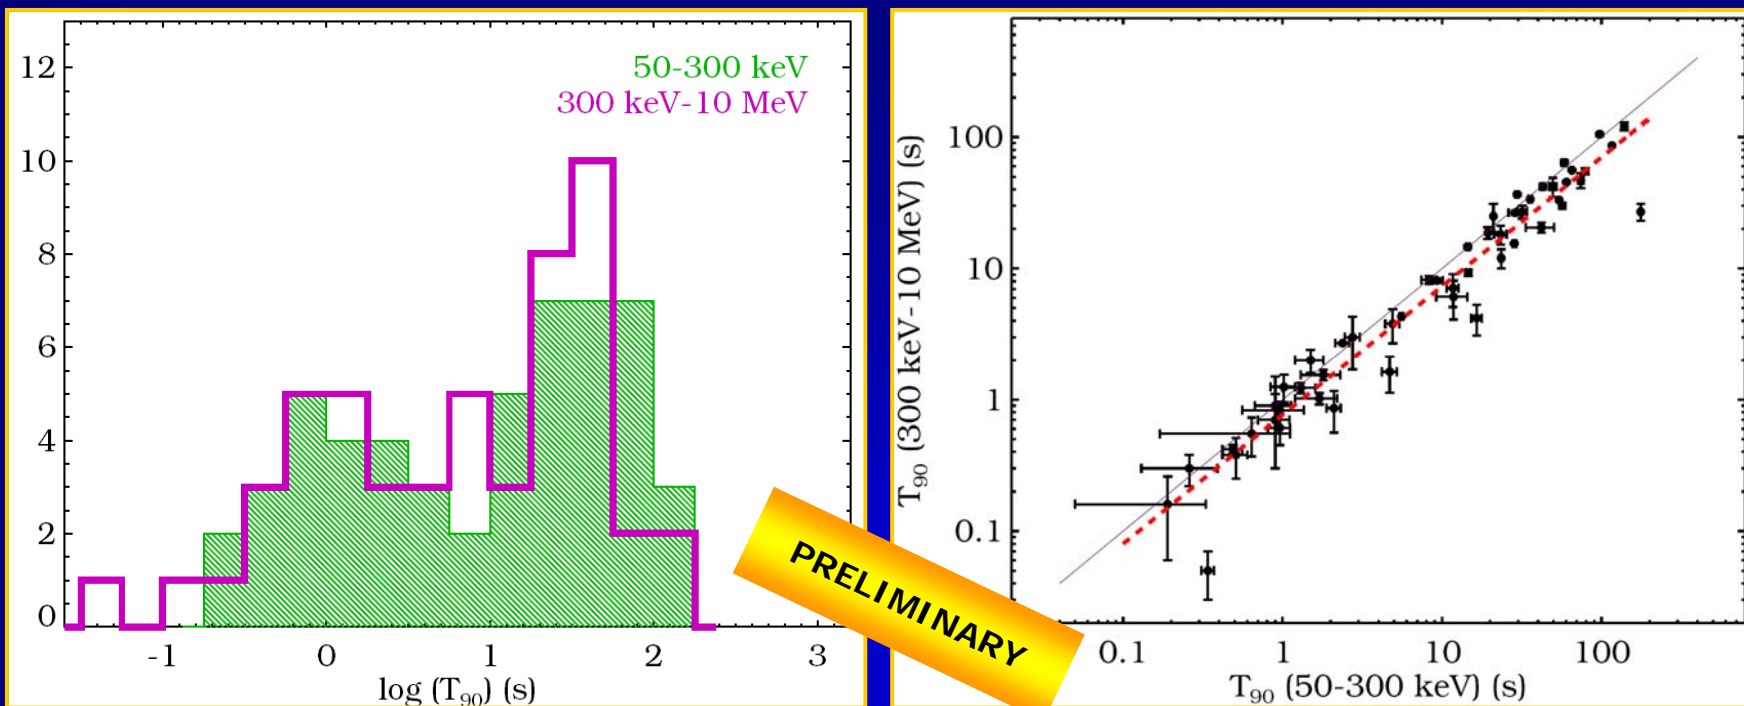 12
10
8
6
4
2
0
50-300 keV
300 keV-10 MeV
-1 0 1 2 3
log (T₉₀) (s)
PRELIMINARY
T₉₀ (300 keV-10 MeV) (s)
100
10
1
0.1
0.1 1 10 100
T₉₀ (50-300 keV) (s)